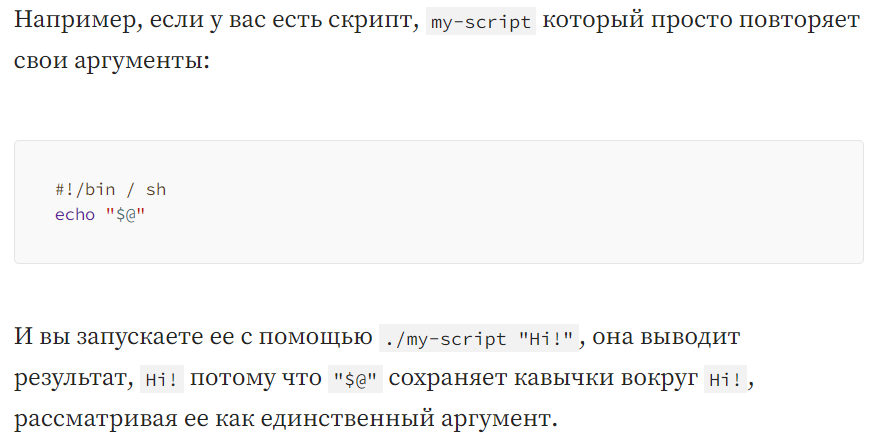 Например, если у вас есть скрипт, my-script который просто повторяет
свои аргументы:
#!/bin / sh
echo "$@"
И вы запускаете ее с помощью ./my-script "Hi!", она выводит
результат, Hi! потому что "$@" сохраняет кавычки вокруг Hi!,
рассматривая ее как единственный аргумент.